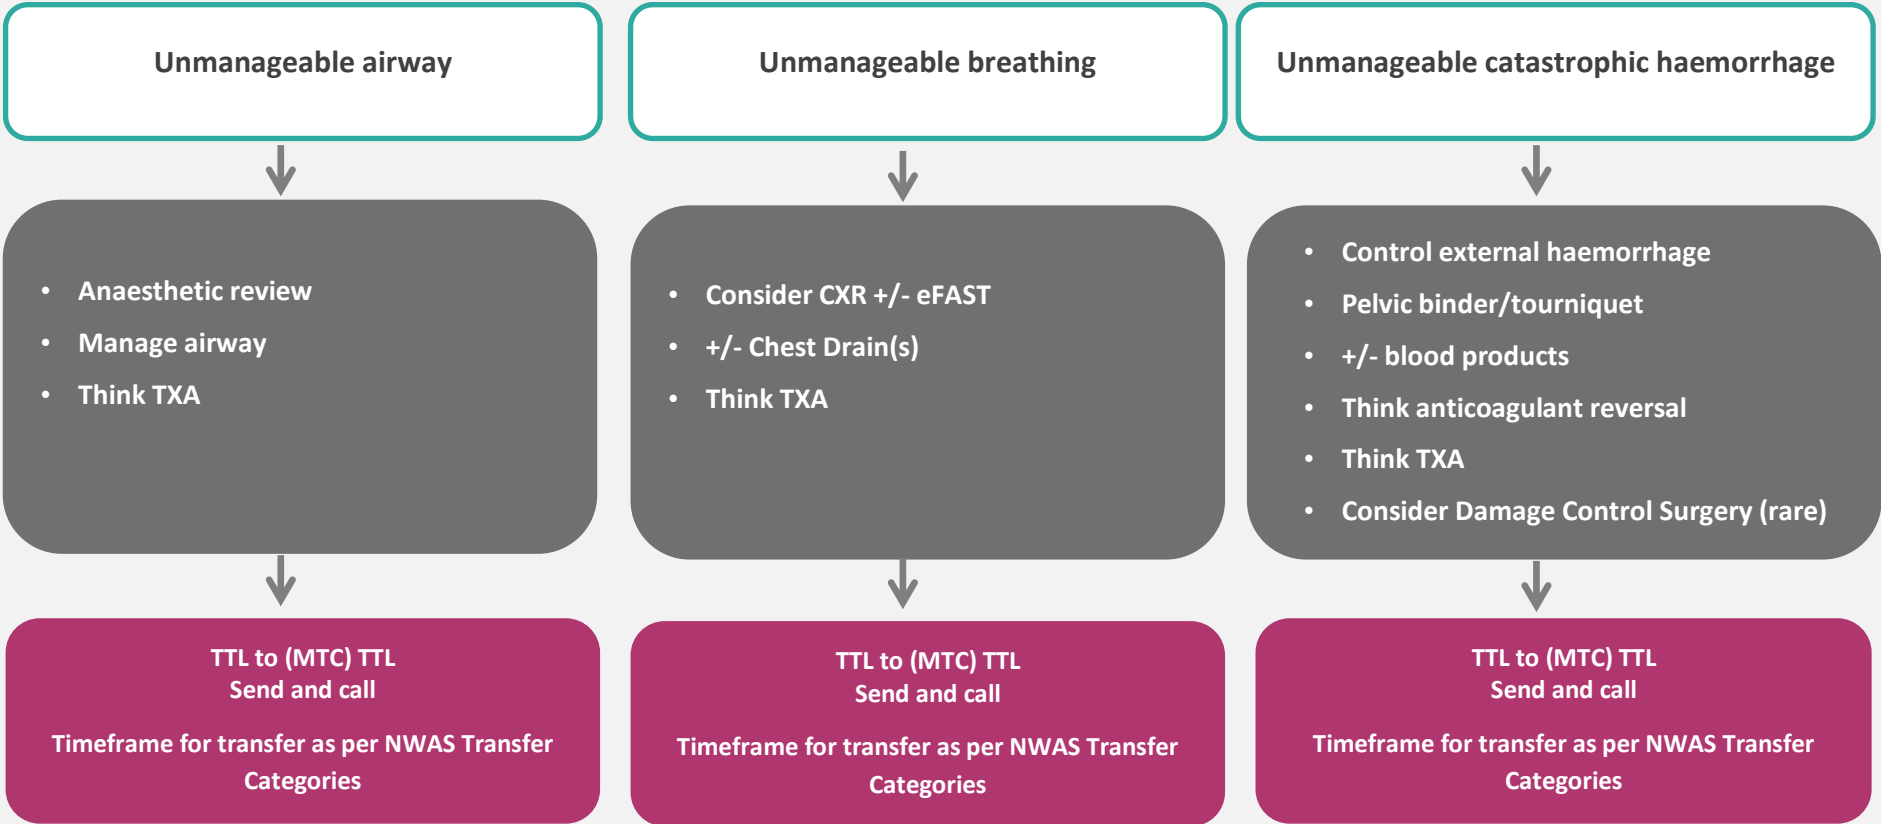 Unmanageable airway
Unmanageable breathing
Unmanageable catastrophic haemorrhage
• Anaesthetic review
• Manage airway
• Think TXA
• Consider CXR +/- eFAST
• +/- Chest Drain(s)
• Think TXA
• Control external haemorrhage
• Pelvic binder/tourniquet
• +/- blood products
• Think anticoagulant reversal
• Think TXA
• Consider Damage Control Surgery (rare)
TTL to (MTC) TTL
Send and call
Timeframe for transfer as per NWAS Transfer
Categories
TTL to (MTC) TTL
Send and call
Timeframe for transfer as per NWAS Transfer
Categories
TTL to (MTC) TTL
Send and call
Timeframe for transfer as per NWAS Transfer
Categories